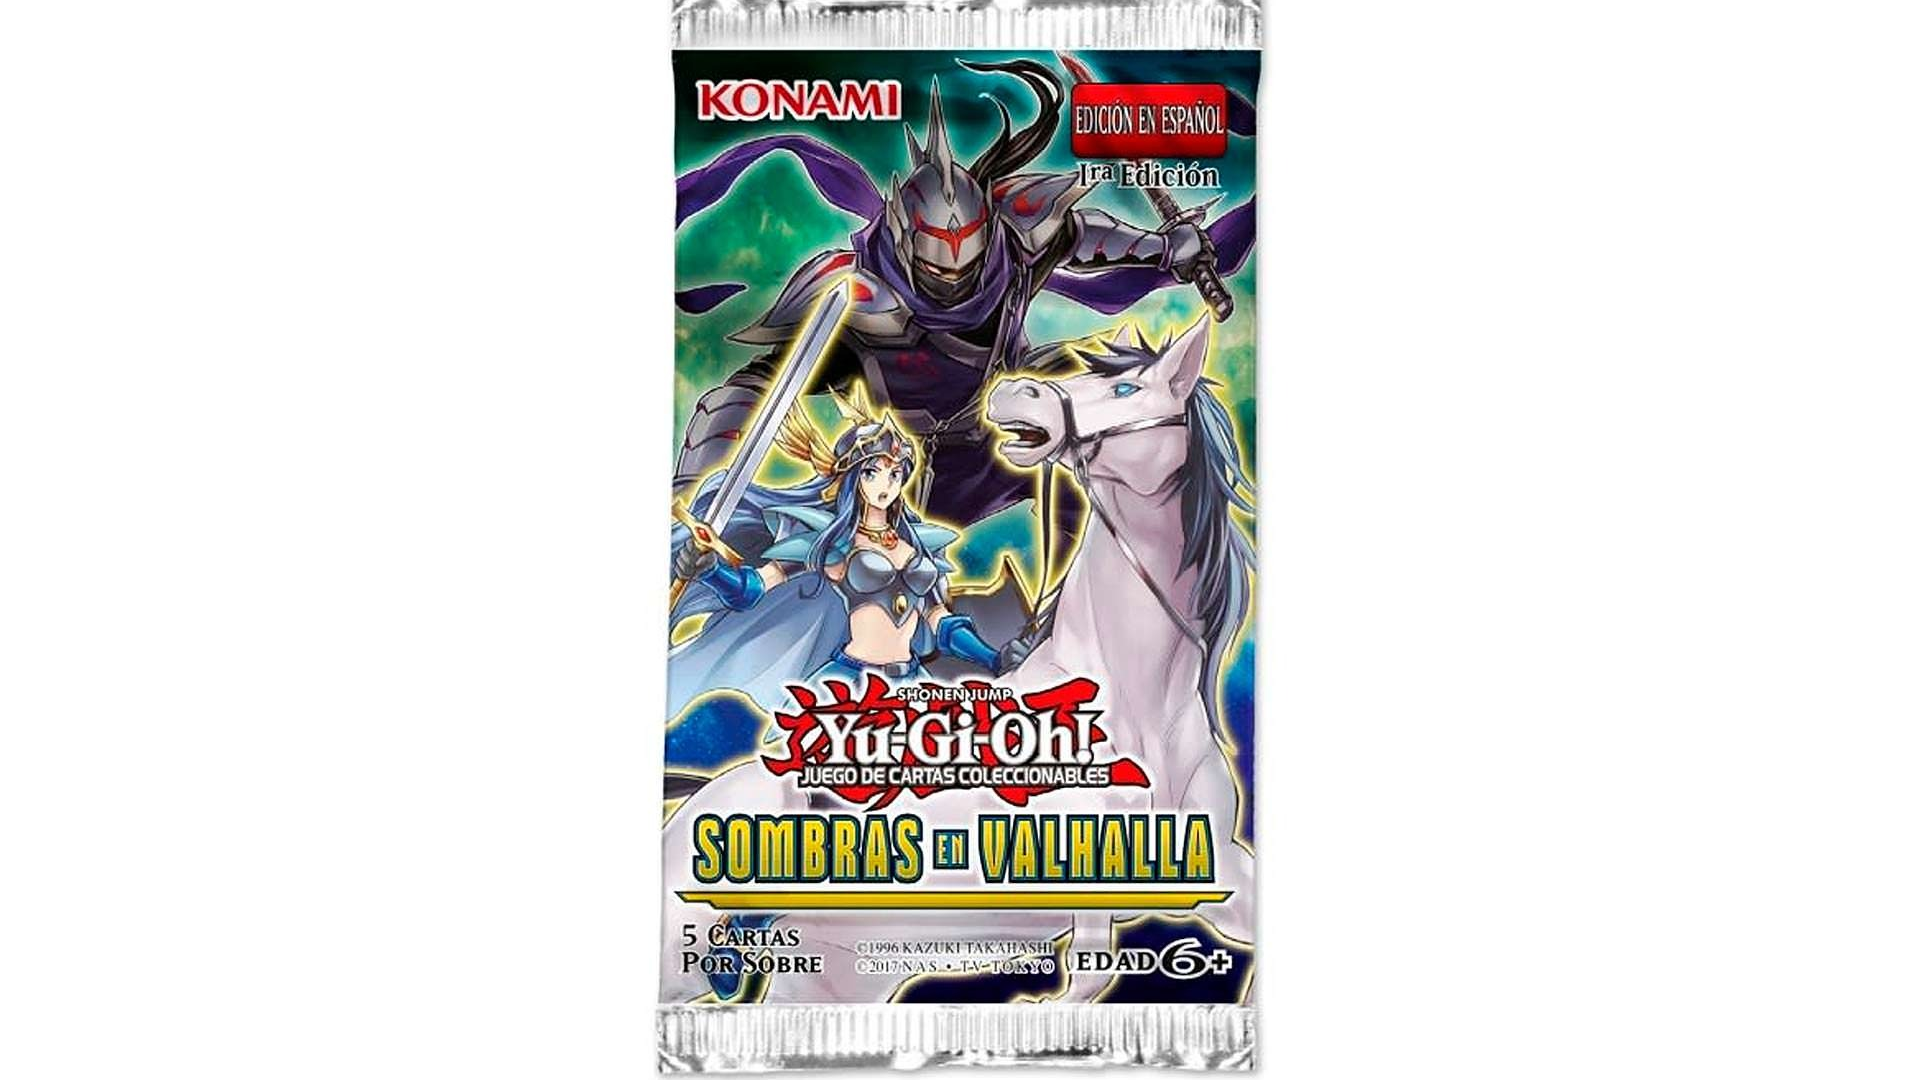 KONAMI
EDICIÓN EN ESPAÑOL
1ra Edición
SHONEN JUMP
Yu-Gi-Oh!
JUEGO DE CARTAS COLECCIONABLES
SOMBRAS EN VALHALLA
5 CARTAS
POR SOBRE
©1996 KAZUKI TAKAHASHI
©2017 NAS • TV TOKYO
EDAD 6+